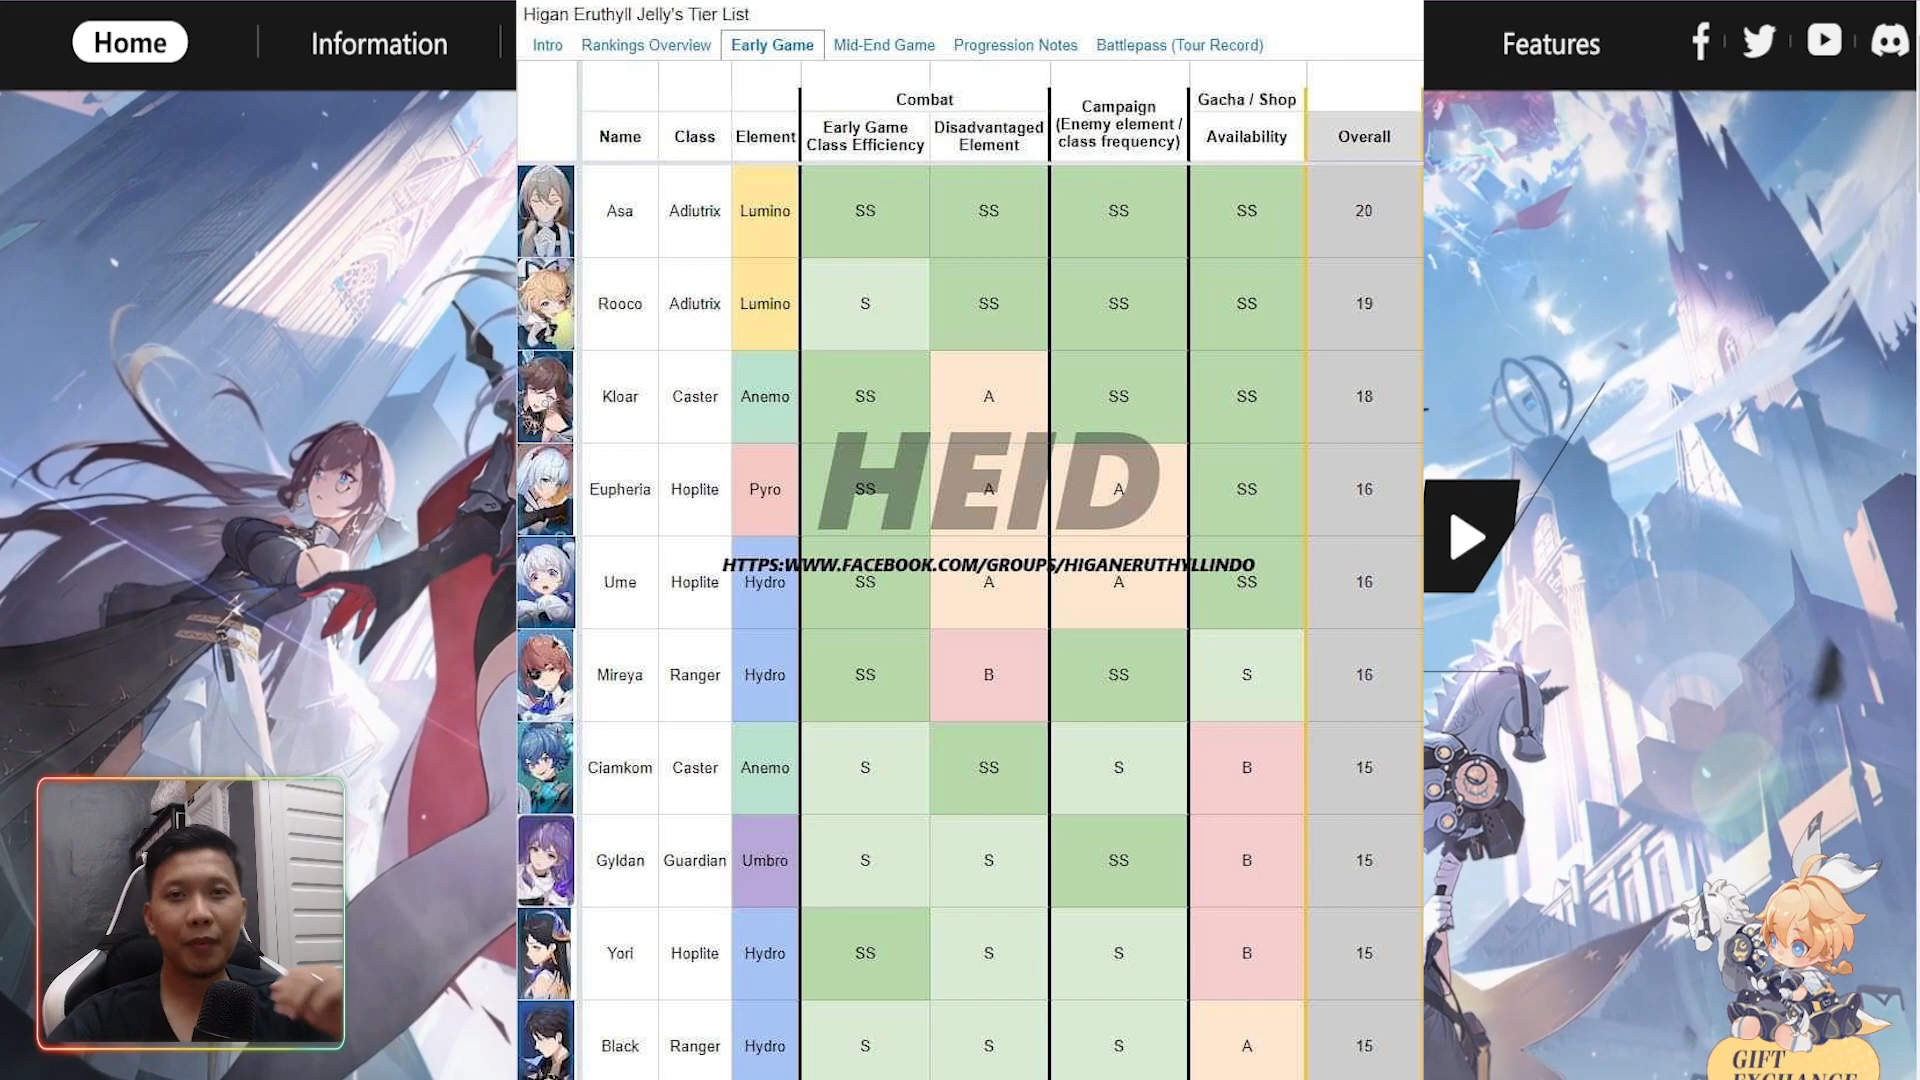 Home
Information
Higan Eruthyll Jelly's Tier List
Intro Rankings Overview Early Game Mid-End Game Progression Notes Battlepass (Tour Record)
Features
Combat
Campaign
(Enemy element /
class frequency)
Gacha / Shop
Name Class Element
Early Game
Class Efficiency
Disadvantaged
Element
Availability
Overall
Asa Adiutrix Lumino SS SS SS SS 20
Rooco Adiutrix Lumino S SS SS SS 19
Kloar Caster Anemo SS A SS SS 18
HEID
Eupheria Hoplite Pyro SS A A SS 16
HTTPS:WWW.FACEBOOK.COM/GROUPS/HIGANERUTHYLLINDO
Ume Hoplite Hydro SS A A SS 16
Mireya Ranger Hydro SS B SS S 16
Ciamkom Caster Anemo S SS S B 15
Gyldan Guardian Umbro S S SS B 15
Yori Hoplite Hydro SS S S B 15
Black Ranger Hydro S S S A 15
GIFT
EXCHANGE